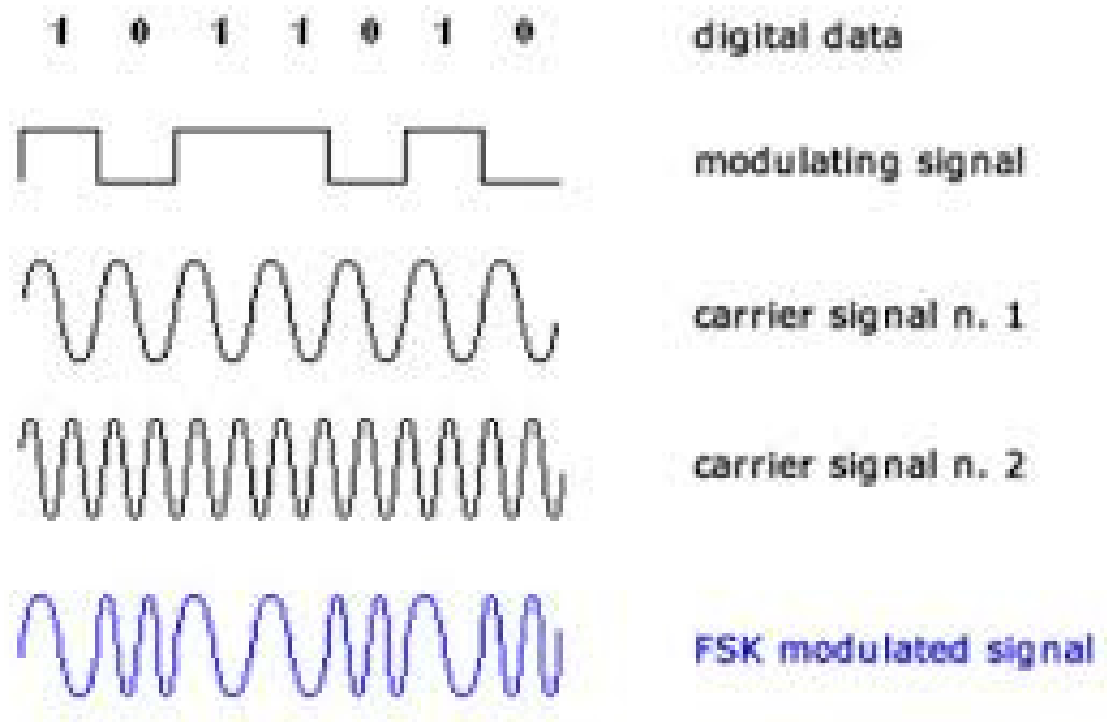 1 0 1 1 0 1 0 digital data
modulating signal
carrier signal n. 1
carrier signal n. 2
FSK modulated signal